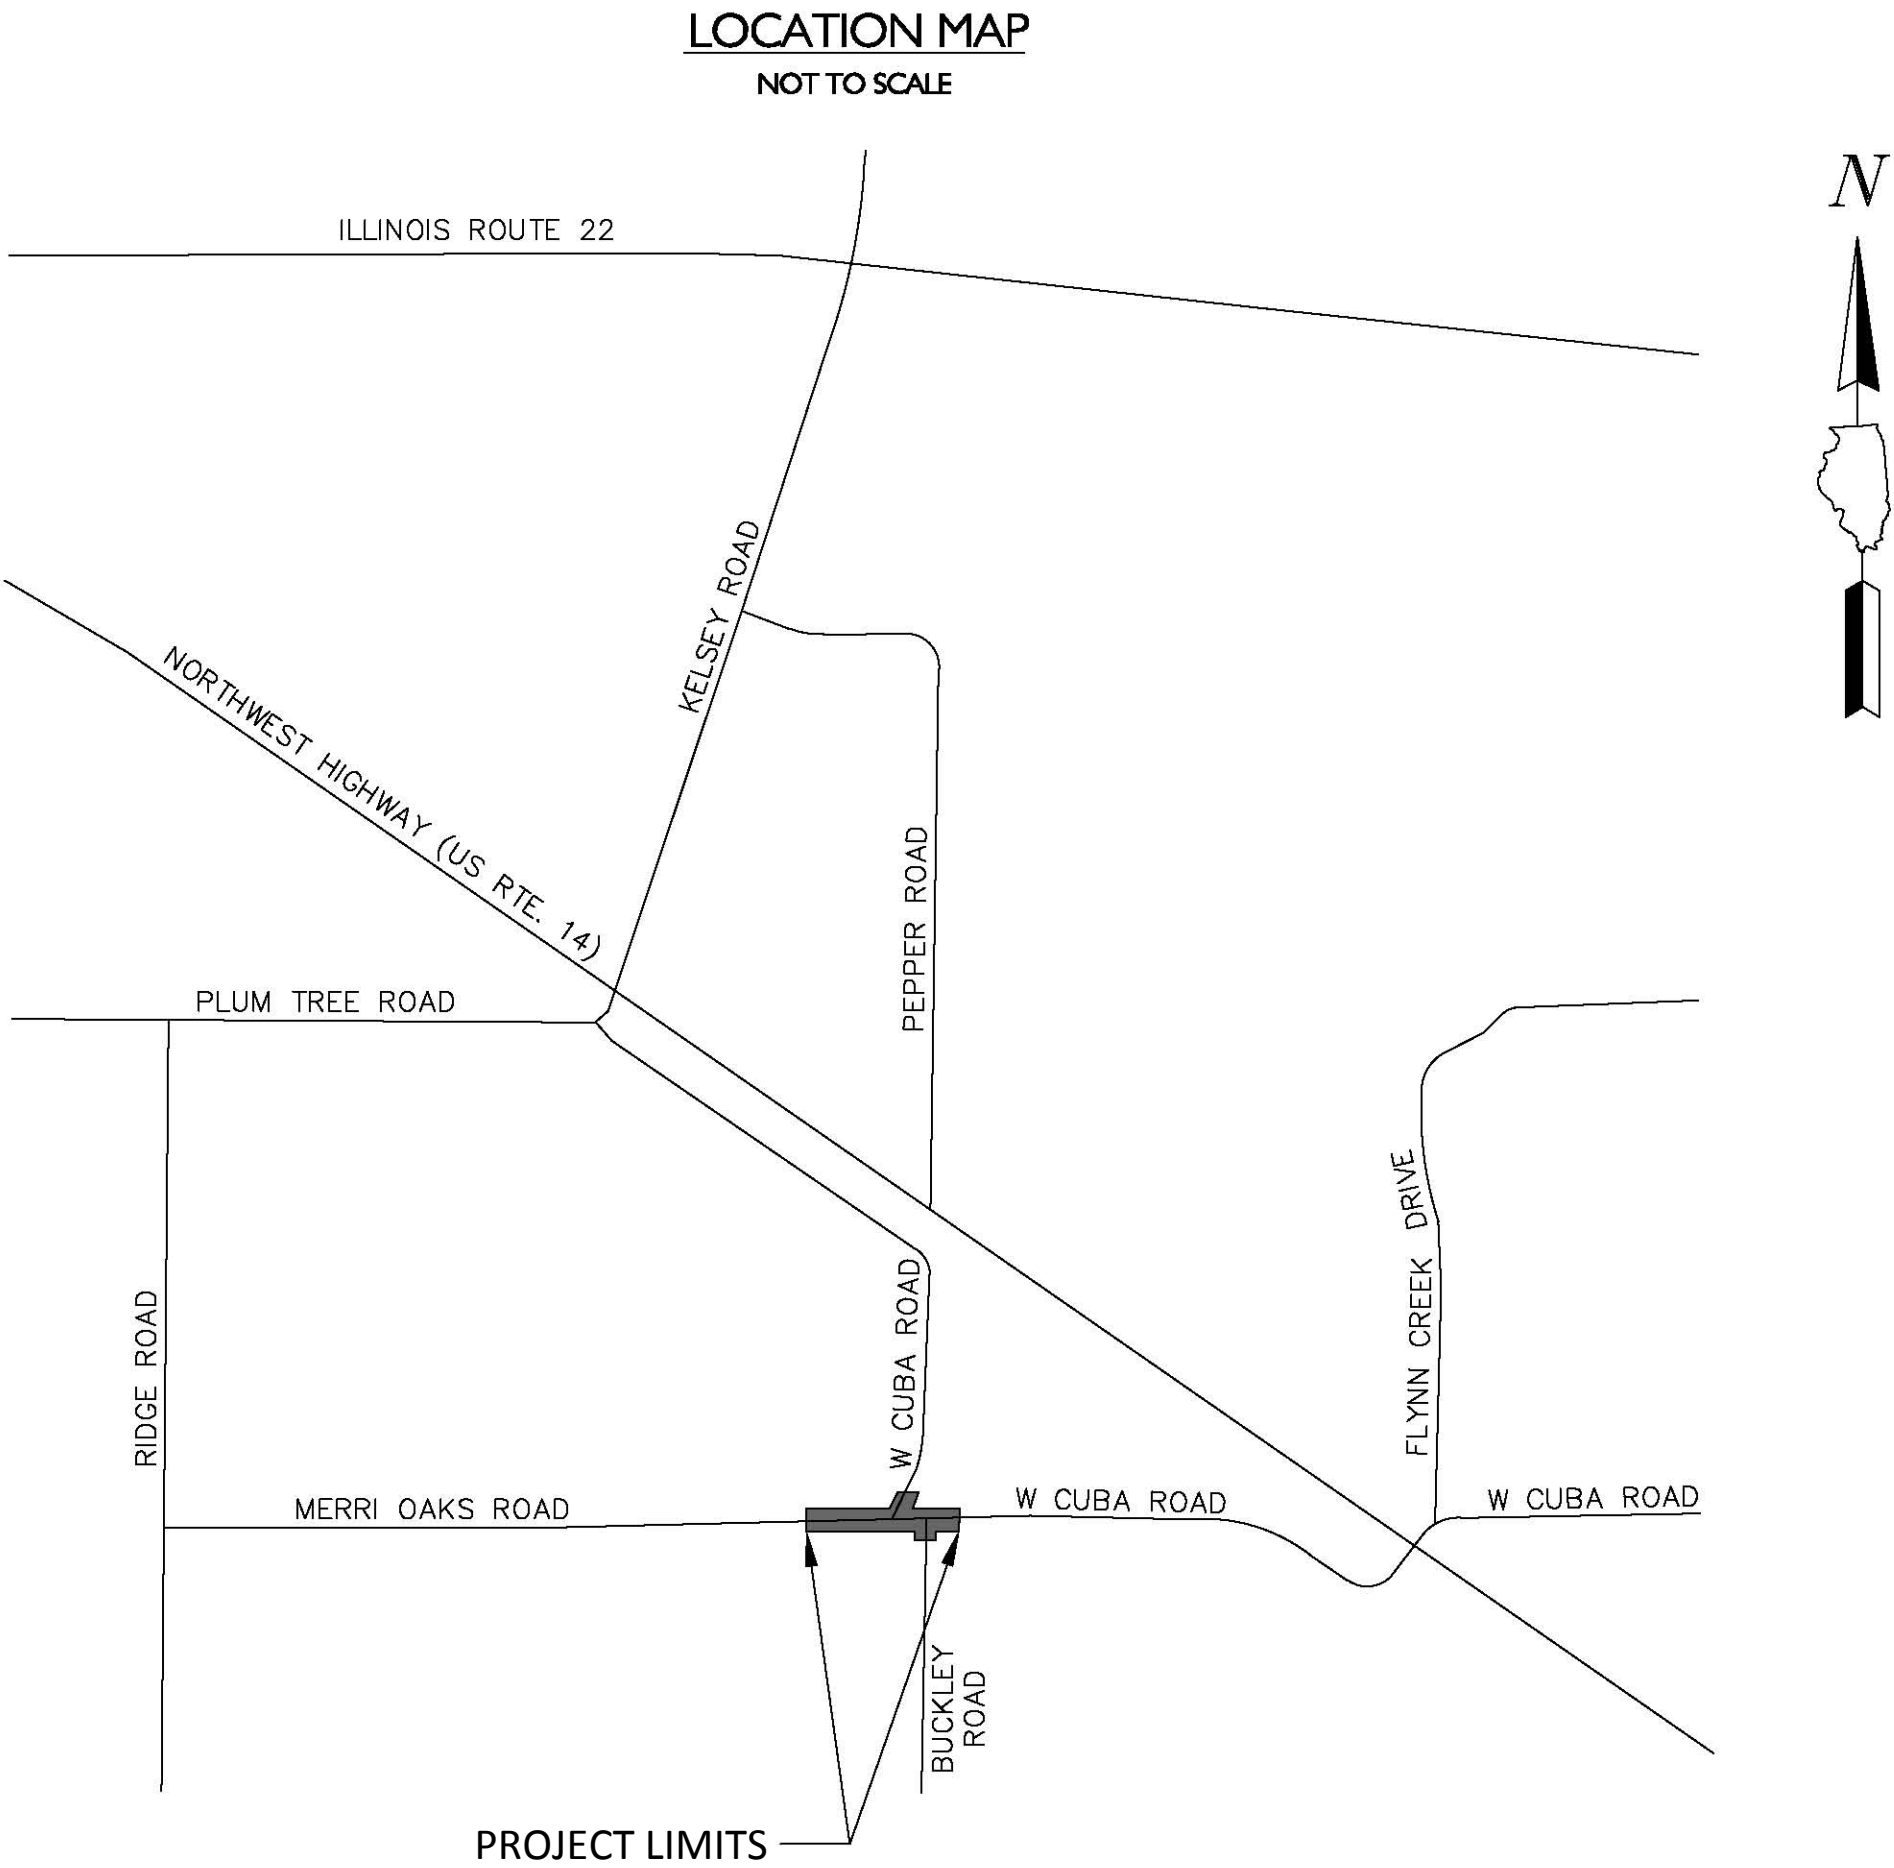 LOCATION MAP
NOT TO SCALE
N
ILLINOIS ROUTE 22
KELSEY ROAD
NORTHWEST HIGHWAY (US RTE. 14)
PEPPER ROAD
PLUM TREE ROAD
FLYNN CREEK DRIVE
W CUBA ROAD
RIDGE ROAD
MERRI OAKS ROAD
W CUBA ROAD
W CUBA ROAD
BUCKLEY
ROAD
PROJECT LIMITS